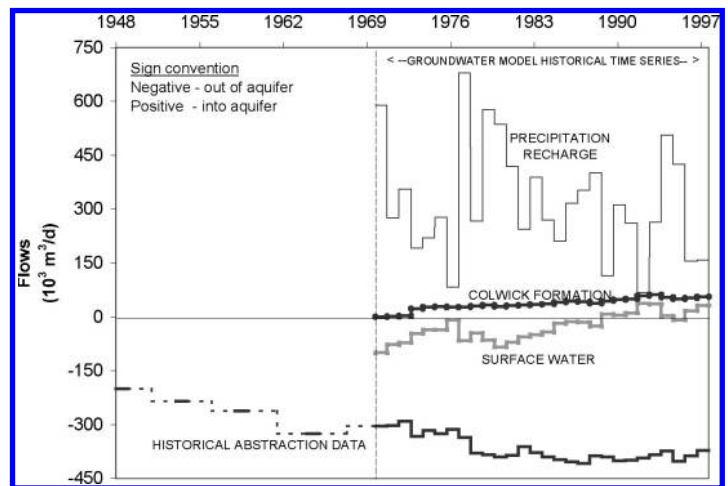 1948 1955 1962 1969 1976 1983 1990 1997
750
600
450
300
150
0
-150
-300
-450
Flows
(10³ m³/d)
Sign convention
Negative - out of aquifer
Positive - into aquifer
< --GROUNDWATER MODEL HISTORICAL TIME SERIES-- >
PRECIPITATION
RECHARGE
COLWICK FORMATION
SURFACE WATER
HISTORICAL ABSTRACTION DATA